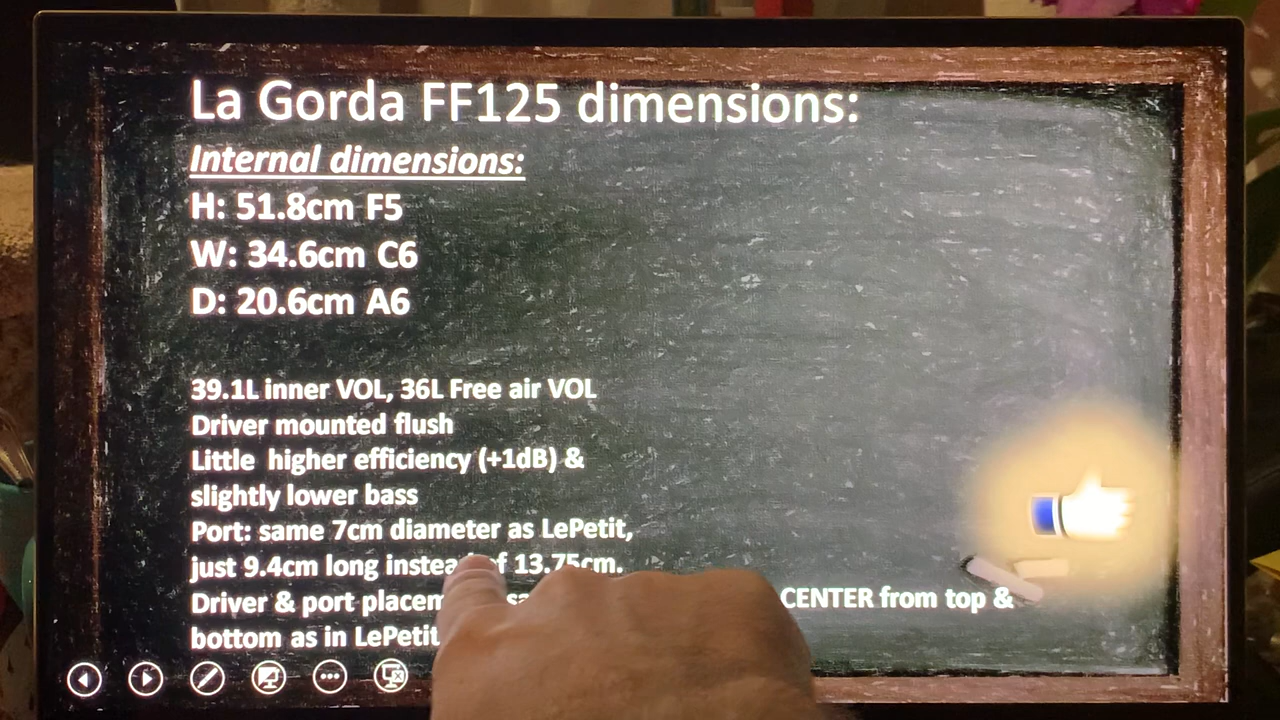 La Gorda FF125 dimensions:
Internal dimensions:
H: 51.8cm F5
W: 34.6cm C6
D: 20.6cm A6
39.1L inner VOL, 36L Free air VOL
Driver mounted flush
Little higher efficiency (+1dB) &
slightly lower bass
Port: same 7cm diameter as LePetit,
just 9.4cm long instead of 13.75cm.
Driver & port CENTER from top &
bottom as in LePetit